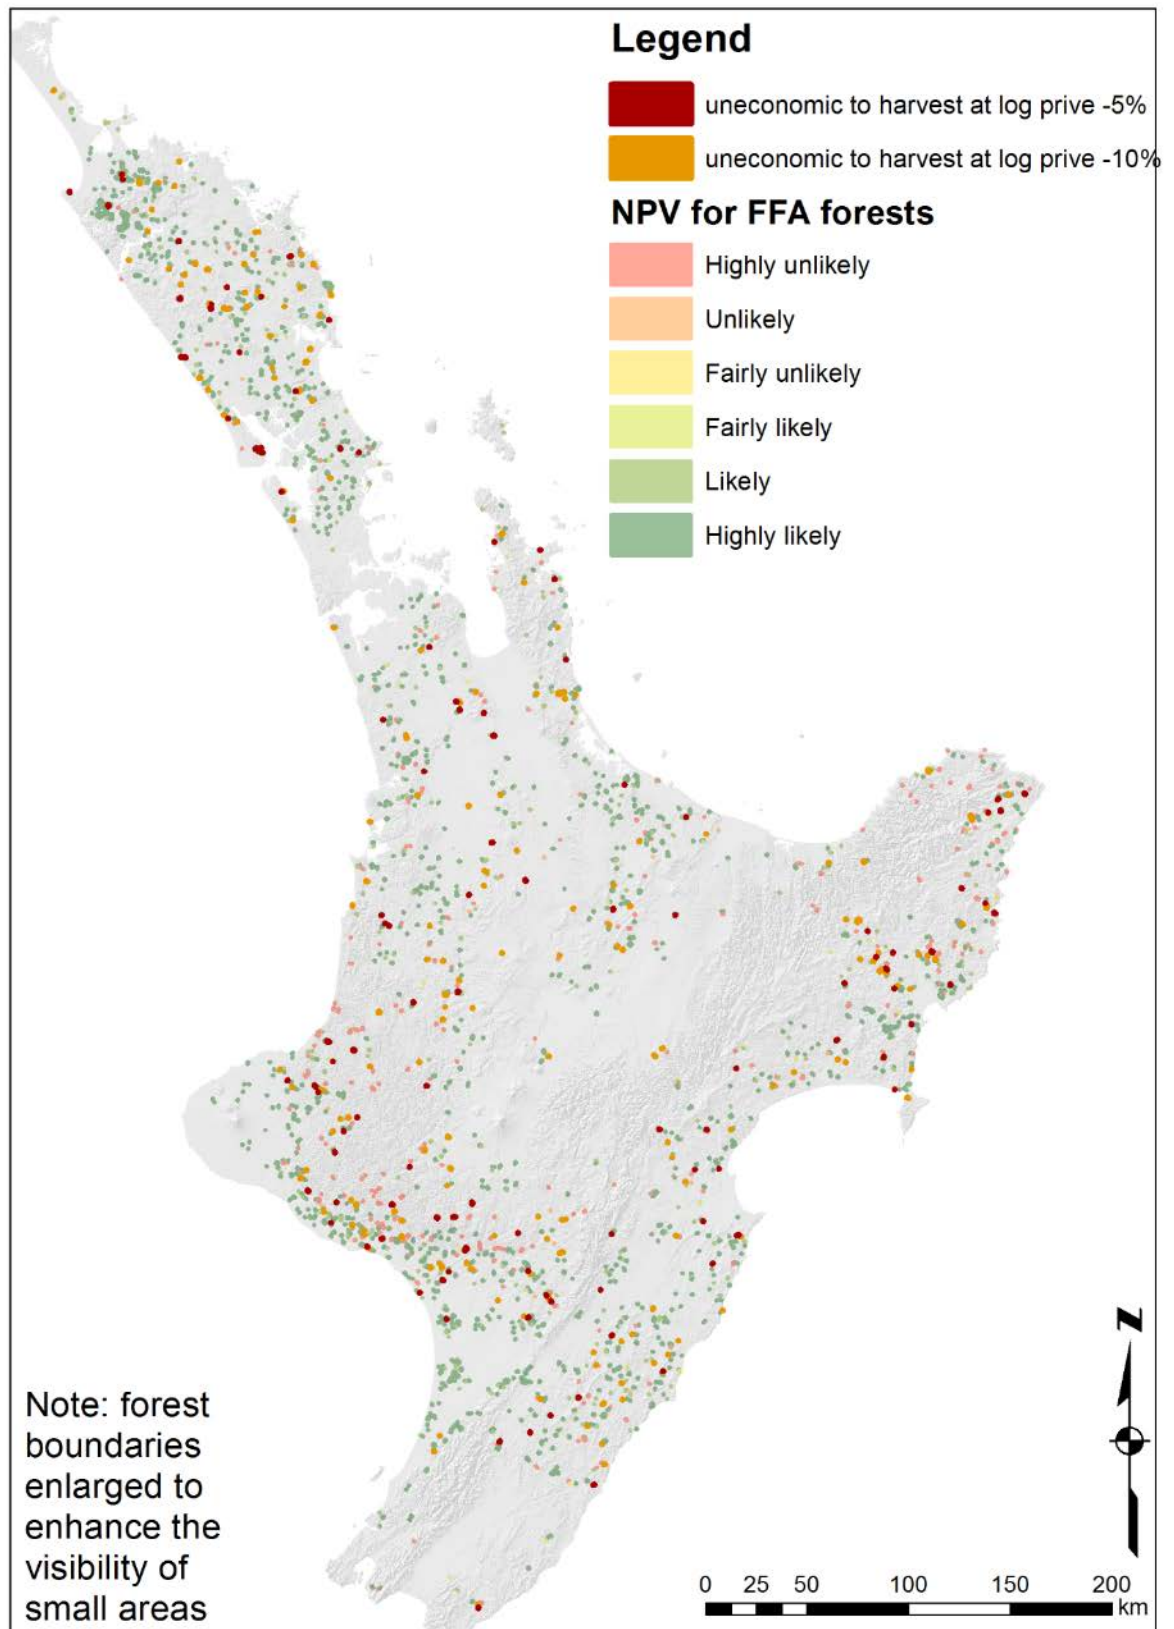 Legend
uneconomic to harvest at log prive -5%
uneconomic to harvest at log prive -10%
NPV for FFA forests
Highly unlikely
Unlikely
Fairly unlikely
Fairly likely
Likely
Highly likely
N
Note: forest
boundaries
enlarged to
enhance the
visibility of
small areas
0 25 50 100 150 200
km